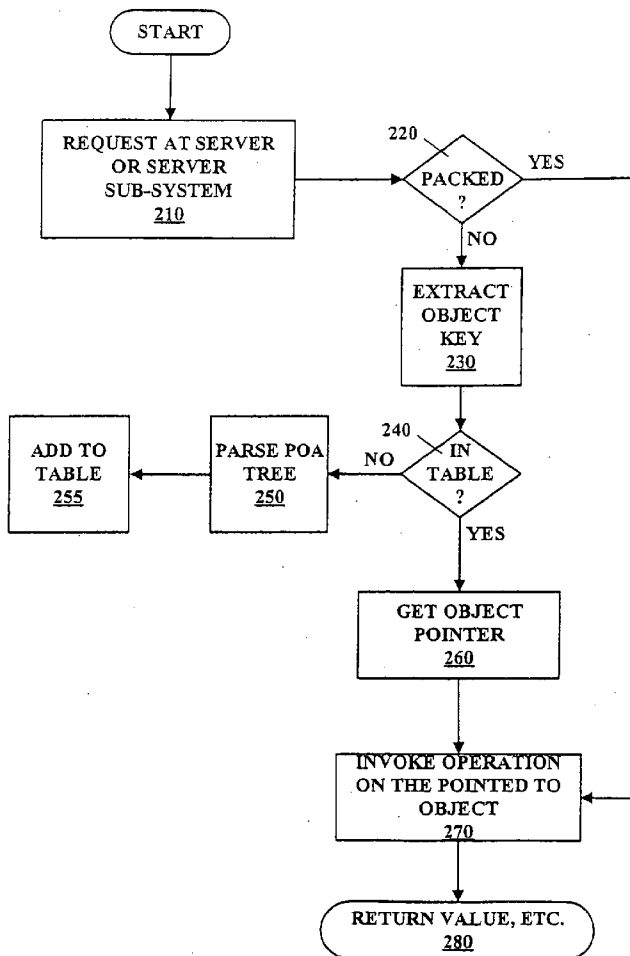 START
REQUEST AT SERVER
OR SERVER
SUB-SYSTEM
210
220
PACKED
?
YES
NO
EXTRACT
OBJECT
KEY
230
240
IN
TABLE
?
NO
PARSE POA
TREE
250
ADD TO
TABLE
255
YES
GET OBJECT
POINTER
260
INVOKE OPERATION
ON THE POINTED TO
OBJECT
270
RETURN VALUE, ETC.
280